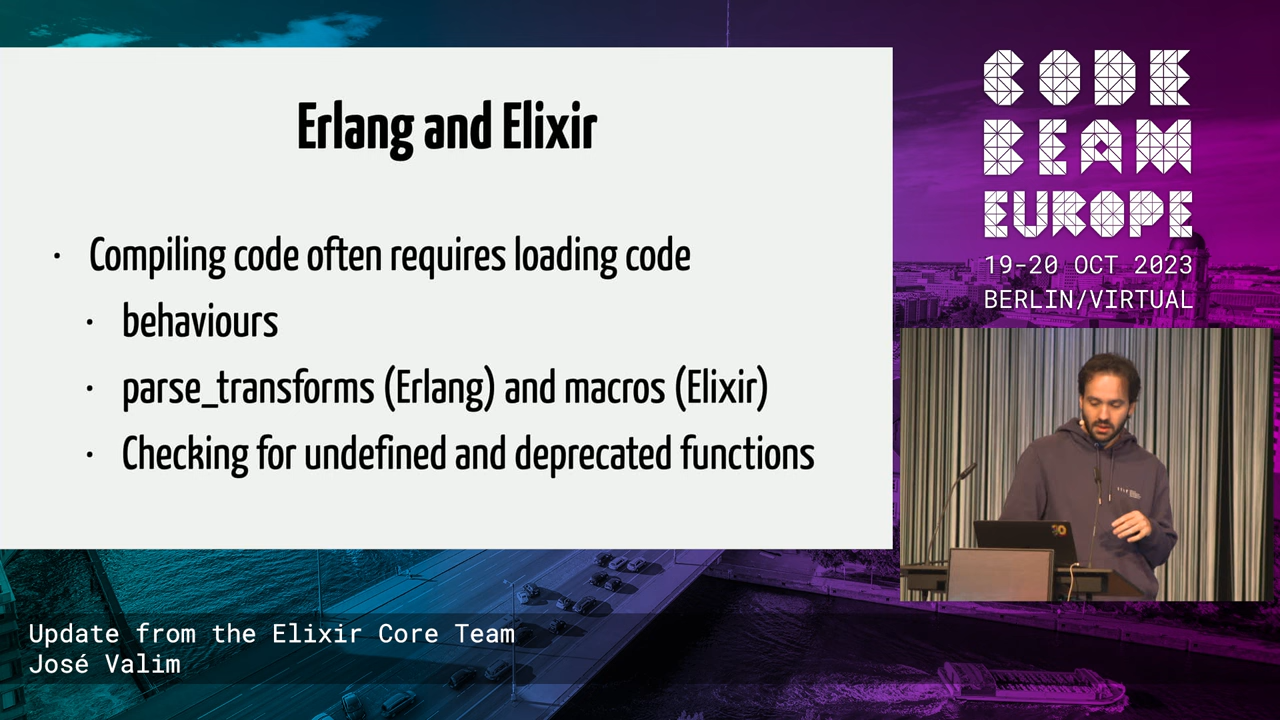 Erlang and Elixir
· Compiling code often requires loading code
· behaviours
· parse_transforms (Erlang) and macros (Elixir)
· Checking for undefined and deprecated functions
CODE
BEAM
EUROPE
19-20 OCT 2023
BERLIN/VIRTUAL
Update from the Elixir Core Team
José Valim